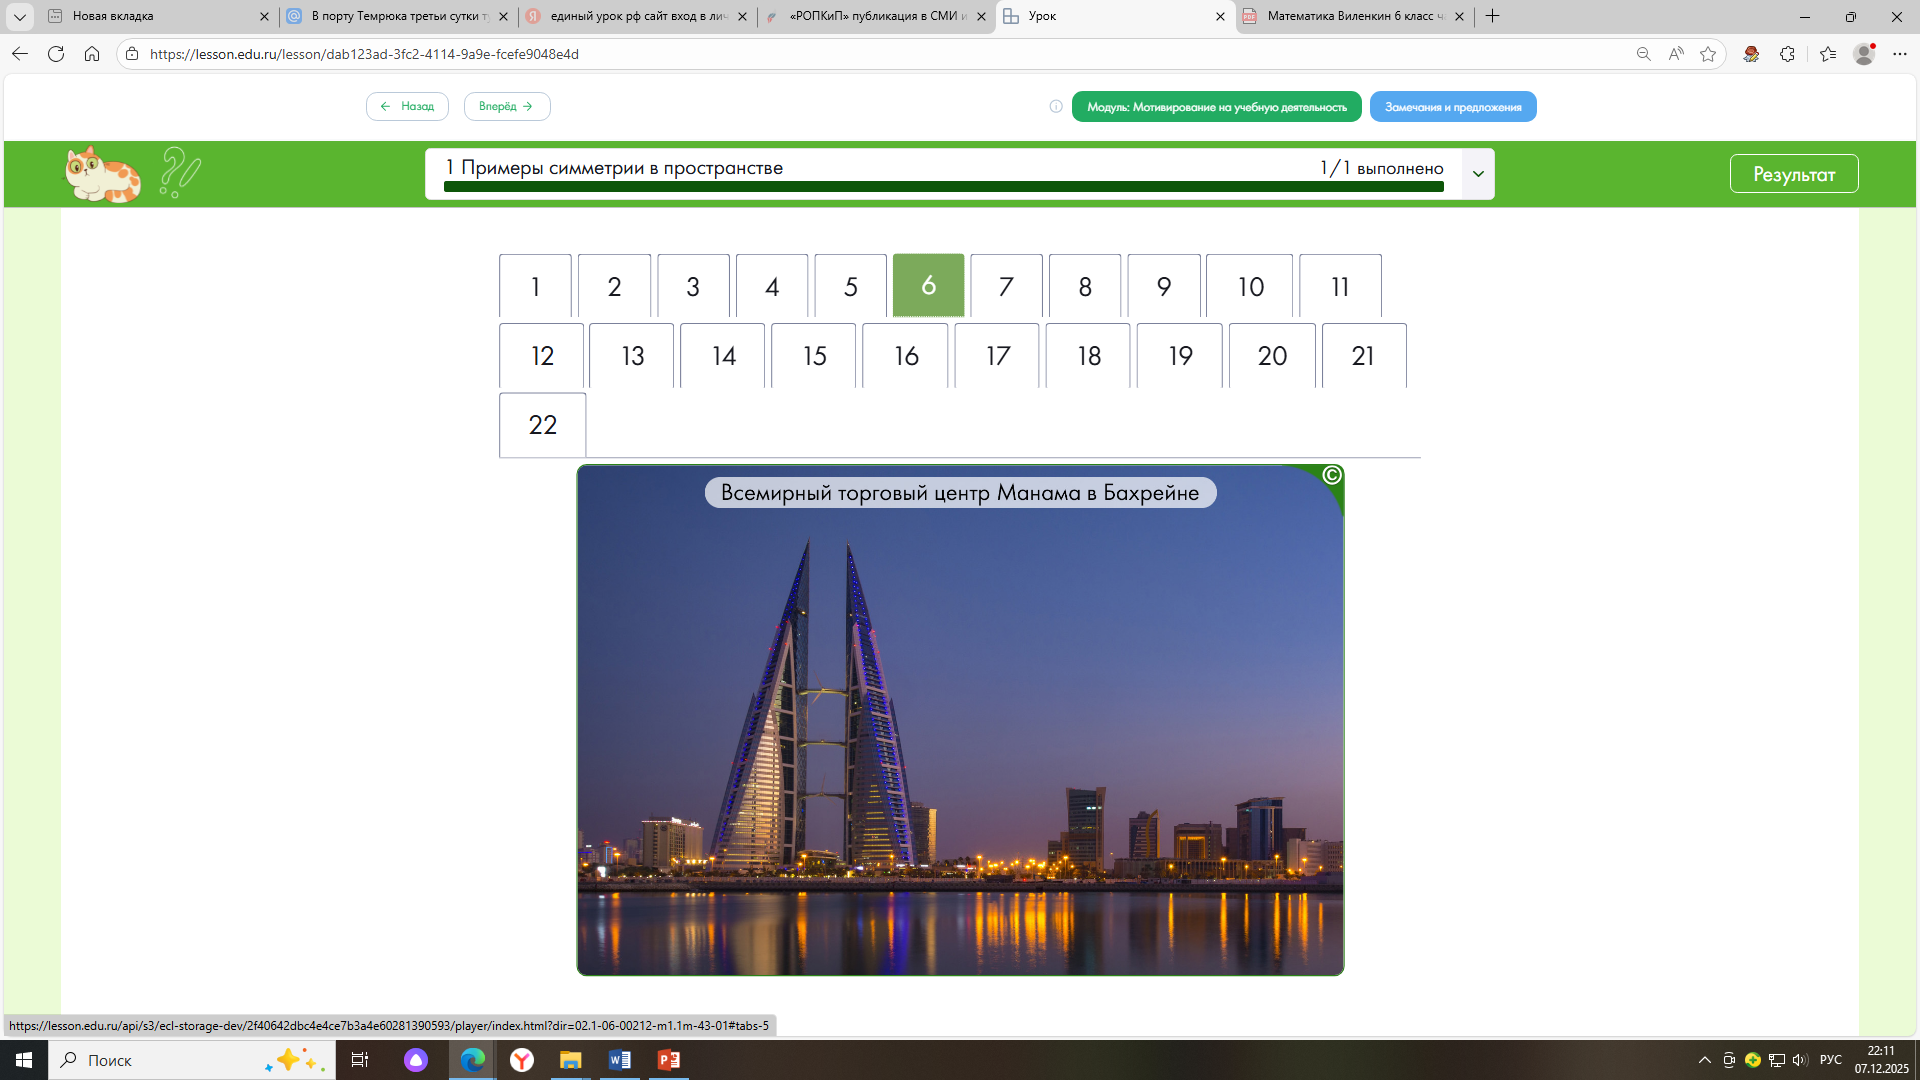 Новая вкладка
В порту Темрюка третьи сутки ту
единый урок рф сайт вход в лич
«РОПКиП» публикация в СМИ и
Урок
Математика Виленкин 6 класс ч
https://lesson.edu.ru/lesson/dab123ad-3fc2-4114-9a9e-fcefe9048e4d
← Назад
Вперёд →
Модуль: Мотивирование на учебную деятельность
Замечания и предложения
1 Примеры симметрии в пространстве
1/1 выполнено
Результат
1 2 3 4 5 6 7 8 9 10 11
12 13 14 15 16 17 18 19 20 21
22
Всемирный торговый центр Манама в Бахрейне
©
https://lesson.edu.ru/api/s3/ecl-storage-dev/2f40642dbc4e4ce7b3a4e60281390593/player/index.html?dir=02.1-06-00212-m1.1m-43-01#tabs-5
Поиск
РУС
22:11
07.12.2025